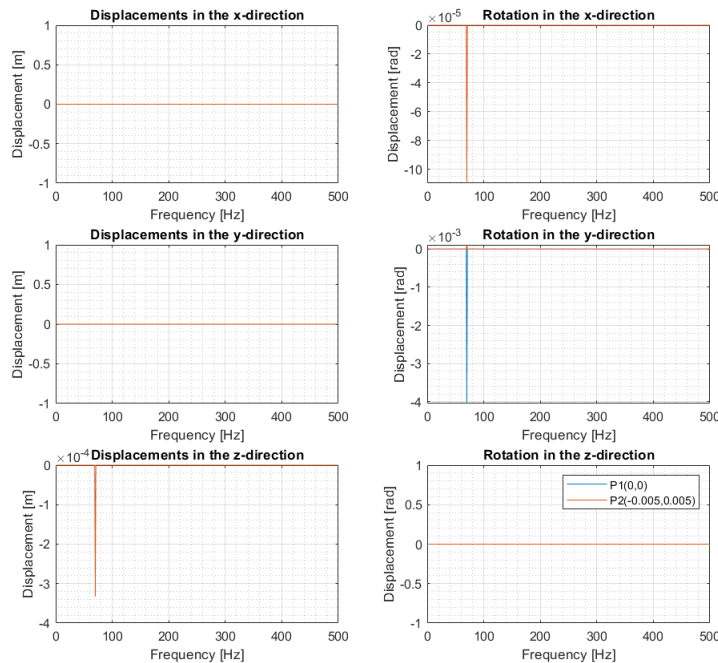 Displacements in the x-direction
1
0.5
0
-0.5
-1
Displacement [m]
0 100 200 300 400 500
Frequency [Hz]
Rotation in the x-direction
×10⁻⁵
0
-2
-4
-6
-8
-10
Displacement [rad]
0 100 200 300 400 500
Frequency [Hz]
Displacements in the y-direction
1
0.5
0
-0.5
-1
Displacement [m]
0 100 200 300 400 500
Frequency [Hz]
Rotation in the y-direction
×10⁻³
0
-1
-2
-3
-4
Displacement [rad]
0 100 200 300 400 500
Frequency [Hz]
Displacements in the z-direction
×10⁻⁴
0
-1
-2
-3
-4
Displacement [m]
0 100 200 300 400 500
Frequency [Hz]
Rotation in the z-direction
1
0.5
0
-0.5
-1
Displacement [rad]
P1(0,0)
P2(-0.005,0.005)
0 100 200 300 400 500
Frequency [Hz]